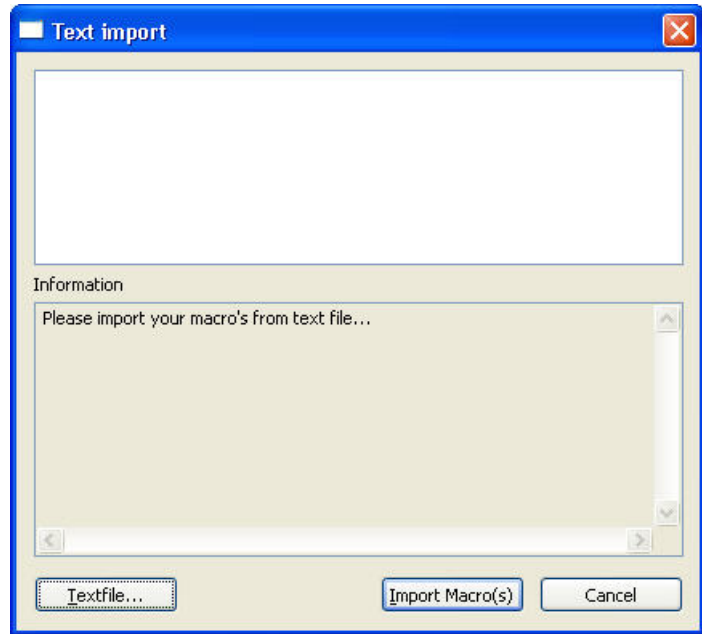 Text import
Information
Please import your macro's from text file...
Textfile...
Import Macro(s)
Cancel